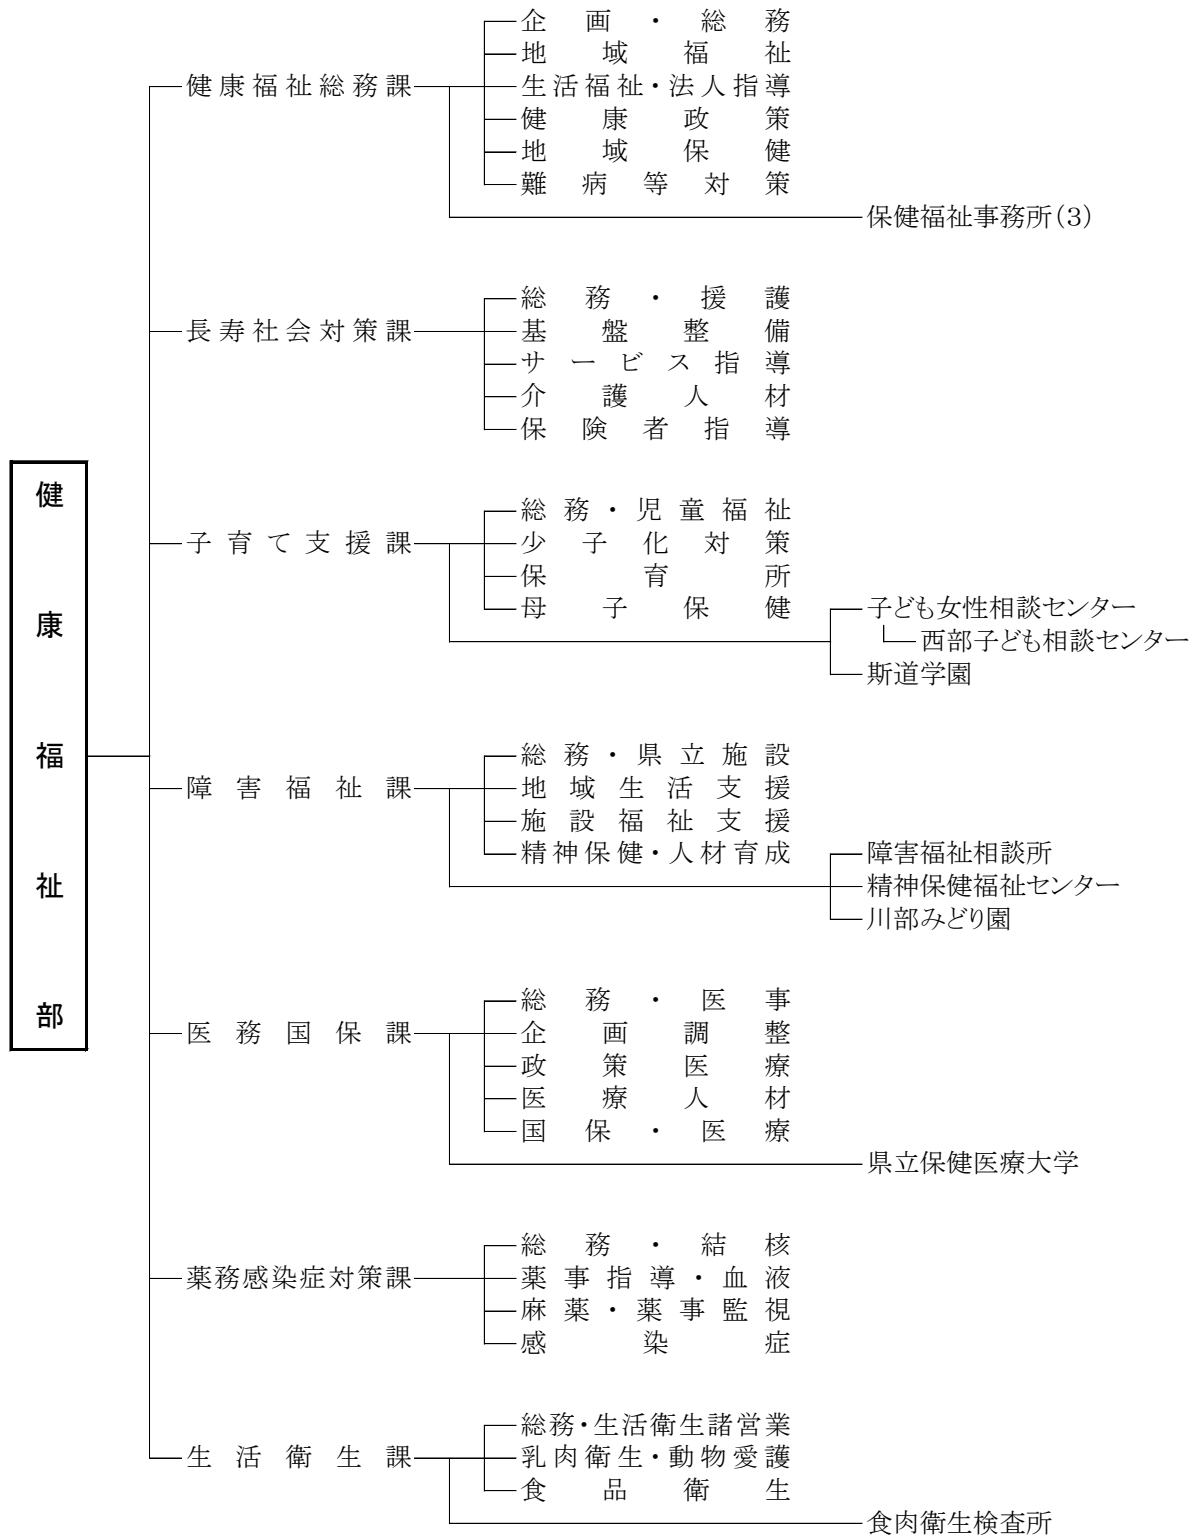 健康福祉部
健康福祉総務課
企画・総務
地域福祉
生活福祉・法人指導
健康政策
地域保健
難病等対策
保健福祉事務所(3)
長寿社会対策課
総務・援護
基盤整備
サービス指導
介護人材
保険者指導
子育て支援課
総務・児童福祉
少子化対策
保育所
母子保健
子ども女性相談センター
西部子ども相談センター
斯道学園
障害福祉課
総務・県立施設
地域生活支援
施設福祉支援
精神保健・人材育成
障害福祉相談所
精神保健福祉センター
川部みどり園
医務国保課
総務・医事
企画調整
政策医療
医療人材
国保・医療
県立保健医療大学
薬務感染症対策課
総務・結核
薬事指導・血液
麻薬・薬事監視
感染症
生活衛生課
総務・生活衛生諸営業
乳肉衛生・動物愛護
食品衛生
食肉衛生検査所